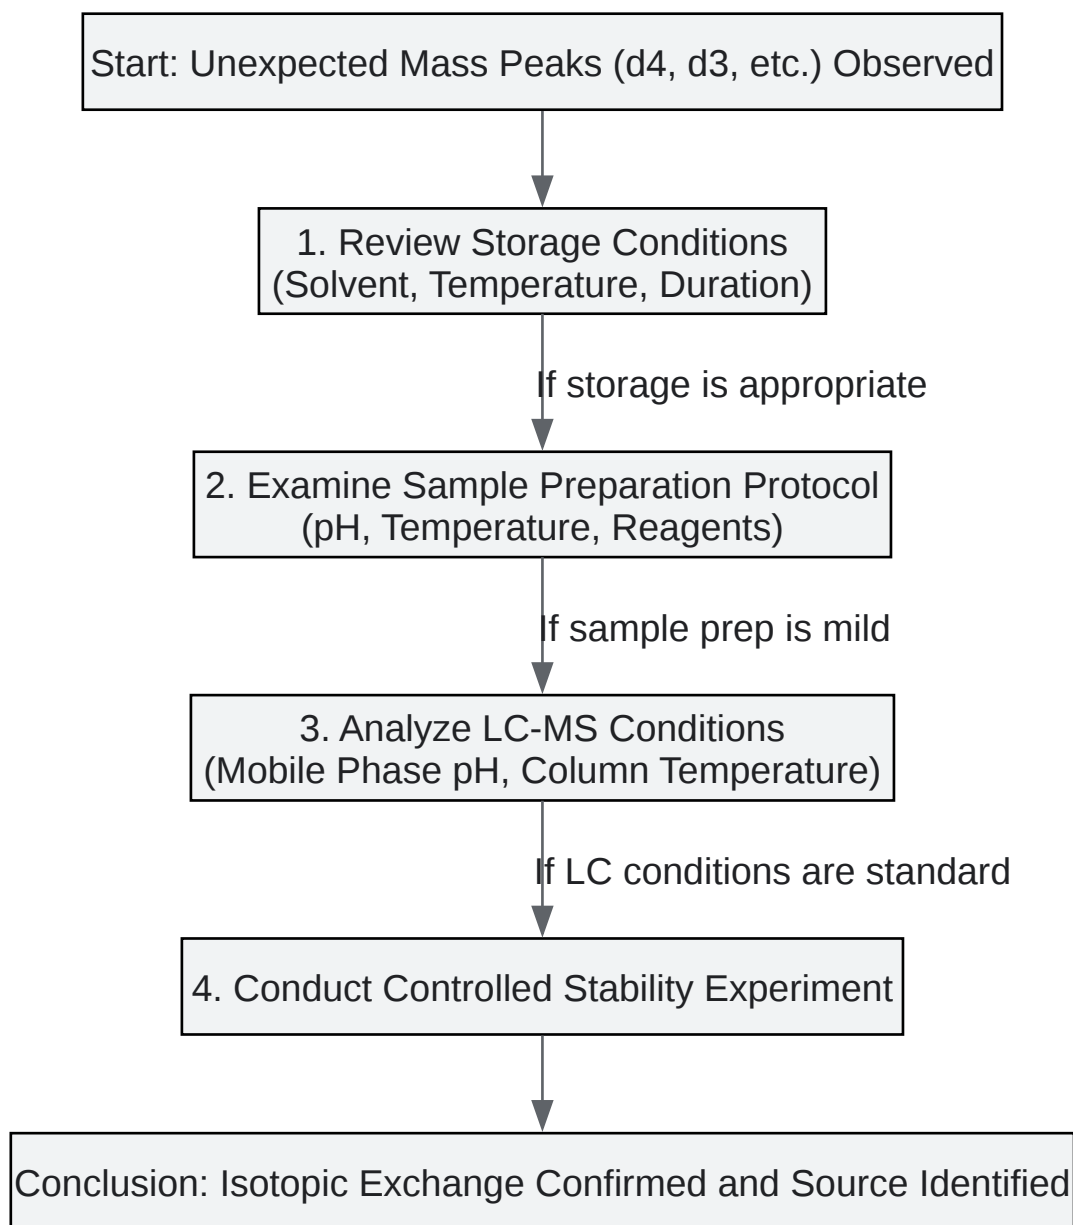 Start: Unexpected Mass Peaks (d4, d3, etc.) Observed
1. Review Storage Conditions
(Solvent, Temperature, Duration)
If storage is appropriate
2. Examine Sample Preparation Protocol
(pH, Temperature, Reagents)
If sample prep is mild
3. Analyze LC-MS Conditions
(Mobile Phase pH, Column Temperature)
If LC conditions are standard
4. Conduct Controlled Stability Experiment
Conclusion: Isotopic Exchange Confirmed and Source Identified